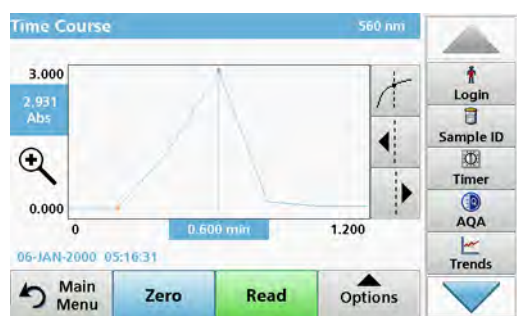 Time Course 560 nm
3.000
2.931
Abs
0.000
0 0.600 min 1.200
06-JAN-2000 05:16:31
Main
Menu
Zero
Read
Options
Login
Sample ID
Timer
AQA
Trends